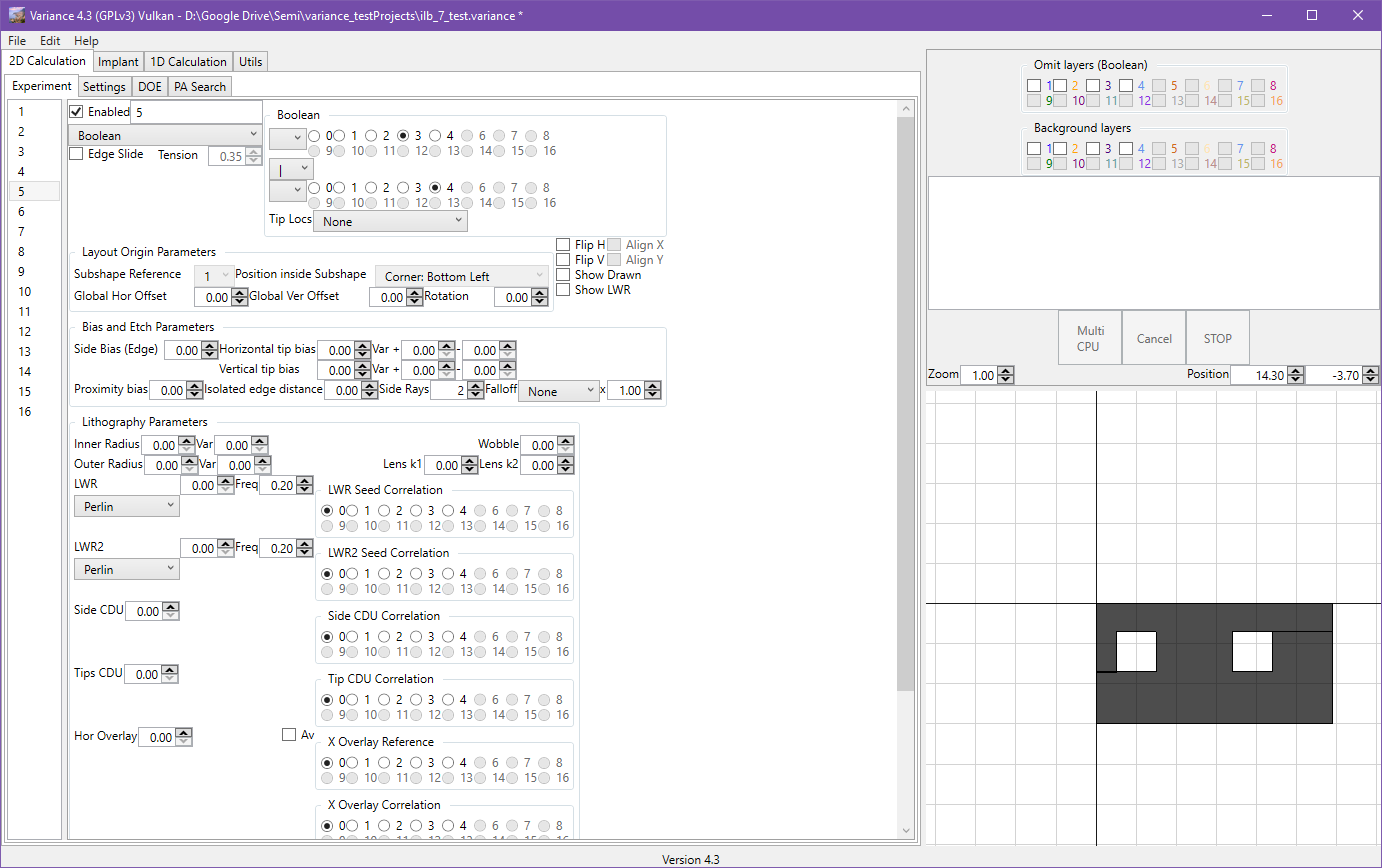 Variance 4.3 (GPLv3) Vulkan - D:\Google Drive\Semi\variance_testProjects\ilb_7_test.variance *
File Edit Help
2D Calculation Implant 1D Calculation Utils
Experiment Settings DOE PA Search
1
2
3
4
5
6
7
8
9
10
11
12
13
14
15
16
Enabled 5
Boolean
Edge Slide Tension 0.35
Boolean
0 1 2 3 4 6 7 8
9 10 11 12 13 14 15 16
|
0 1 2 3 4 6 7 8
9 10 11 12 13 14 15 16
Tip Locs None
Layout Origin Parameters
Subshape Reference 1 Position inside Subshape Corner: Bottom Left
Global Hor Offset 0.00 Global Ver Offset 0.00 Rotation 0.00
Flip H Align X
Flip V Align Y
Show Drawn
Show LWR
Bias and Etch Parameters
Side Bias (Edge) 0.00 Horizontal tip bias 0.00 Var + 0.00 - 0.00
Vertical tip bias 0.00 Var + 0.00 - 0.00
Proximity bias 0.00 Isolated edge distance 0.00 Side Rays 2 Falloff None x 1.00
Lithography Parameters
Inner Radius 0.00 Var 0.00 Wobble 0.00
Outer Radius 0.00 Var 0.00 Lens k1 0.00 Lens k2 0.00
LWR 0.00 Freq 0.20
Perlin
LWR Seed Correlation
0 1 2 3 4 6 7 8
9 10 11 12 13 14 15 16
LWR2 0.00 Freq 0.20
Perlin
LWR2 Seed Correlation
0 1 2 3 4 6 7 8
9 10 11 12 13 14 15 16
Side CDU 0.00
Side CDU Correlation
0 1 2 3 4 6 7 8
9 10 11 12 13 14 15 16
Tips CDU 0.00
Tip CDU Correlation
0 1 2 3 4 6 7 8
9 10 11 12 13 14 15 16
Hor Overlay 0.00 Av
X Overlay Reference
0 1 2 3 4 6 7 8
9 10 11 12 13 14 15 16
X Overlay Correlation
0 1 2 3 4 6 7 8
Omit layers (Boolean)
1 2 3 4 5 6 7 8
9 10 11 12 13 14 15 16
Background layers
1 2 3 4 5 6 7 8
9 10 11 12 13 14 15 16
Multi
CPU
Cancel
STOP
Zoom 1.00 Position 14.30 -3.70
Version 4.3